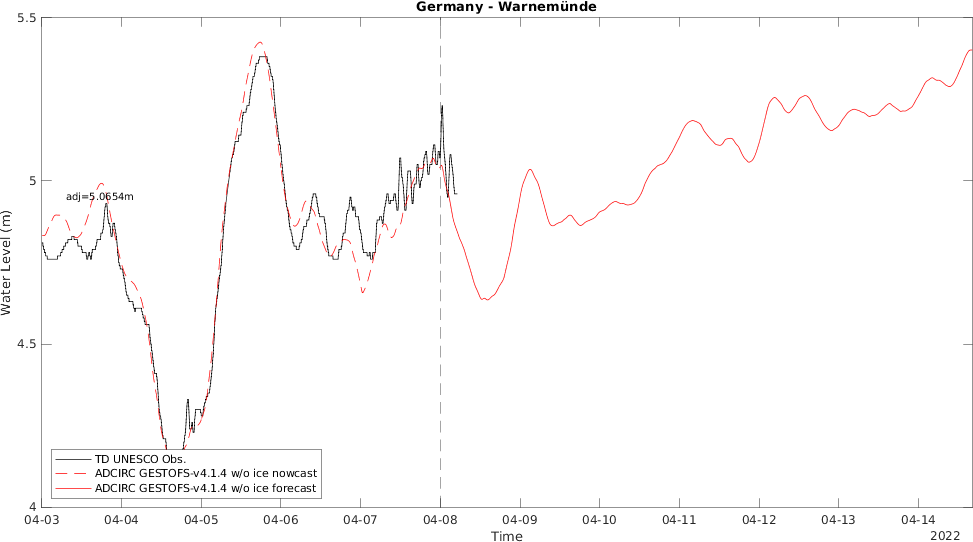 Germany - Warnemünde
5.5
5
4.5
4
Water Level (m)
adj=5.0654m
TD UNESCO Obs.
ADCIRC GESTOFS-v4.1.4 w/o ice nowcast
ADCIRC GESTOFS-v4.1.4 w/o ice forecast
04-03 04-04 04-05 04-06 04-07 04-08 04-09 04-10 04-11 04-12 04-13 04-14
Time
2022